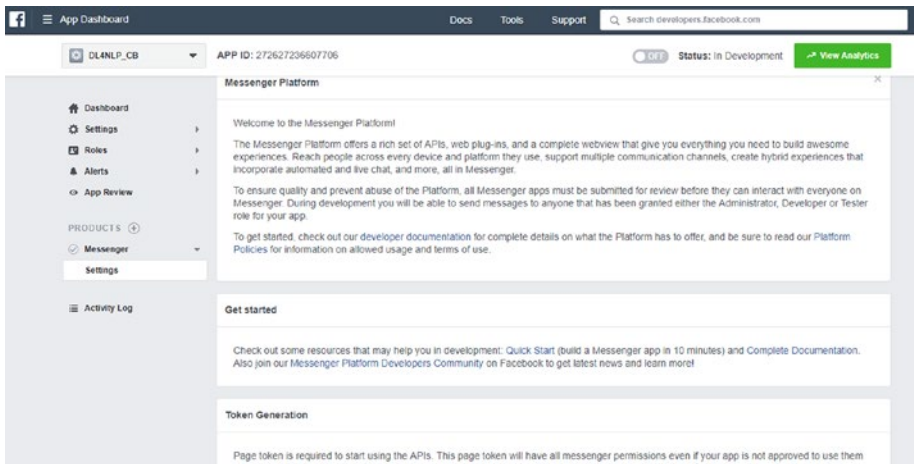 f App Dashboard Docs Tools Support Search developers.facebook.com
DL4NLP_CB APP ID: 272627236607706 OFF Status: In Development View Analytics
Messenger Platform
Dashboard
Settings
Roles
Alerts
App Review
PRODUCTS
Messenger
Settings
Activity Log
Welcome to the Messenger Platform!
The Messenger Platform offers a rich set of APIs, web plug-ins, and a complete webview that give you everything you need to build awesome
experiences. Reach people across every device and platform they use, support multiple communication channels, create hybrid experiences that
incorporate automated and live chat, and more, all in Messenger.
To ensure quality and prevent abuse of the Platform, all Messenger apps must be submitted for review before they can interact with everyone on
Messenger. During development you will be able to send messages to anyone that has been granted either the Administrator, Developer or Tester
role for your app.
To get started, check out our developer documentation for complete details on what the Platform has to offer, and be sure to read our Platform
Policies for information on allowed usage and terms of use.
Get started
Check out some resources that may help you in development: Quick Start (build a Messenger app in 10 minutes) and Complete Documentation.
Also join our Messenger Platform Developers Community on Facebook to get latest news and learn more!
Token Generation
Page token is required to start using the APIs. This page token will have all messenger permissions even if your app is not approved to use them